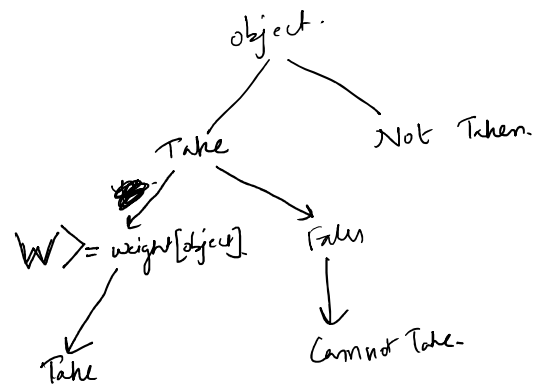 object.
Take
Not Taken.
W >= weight[object].
False
Take
Cannot Take.